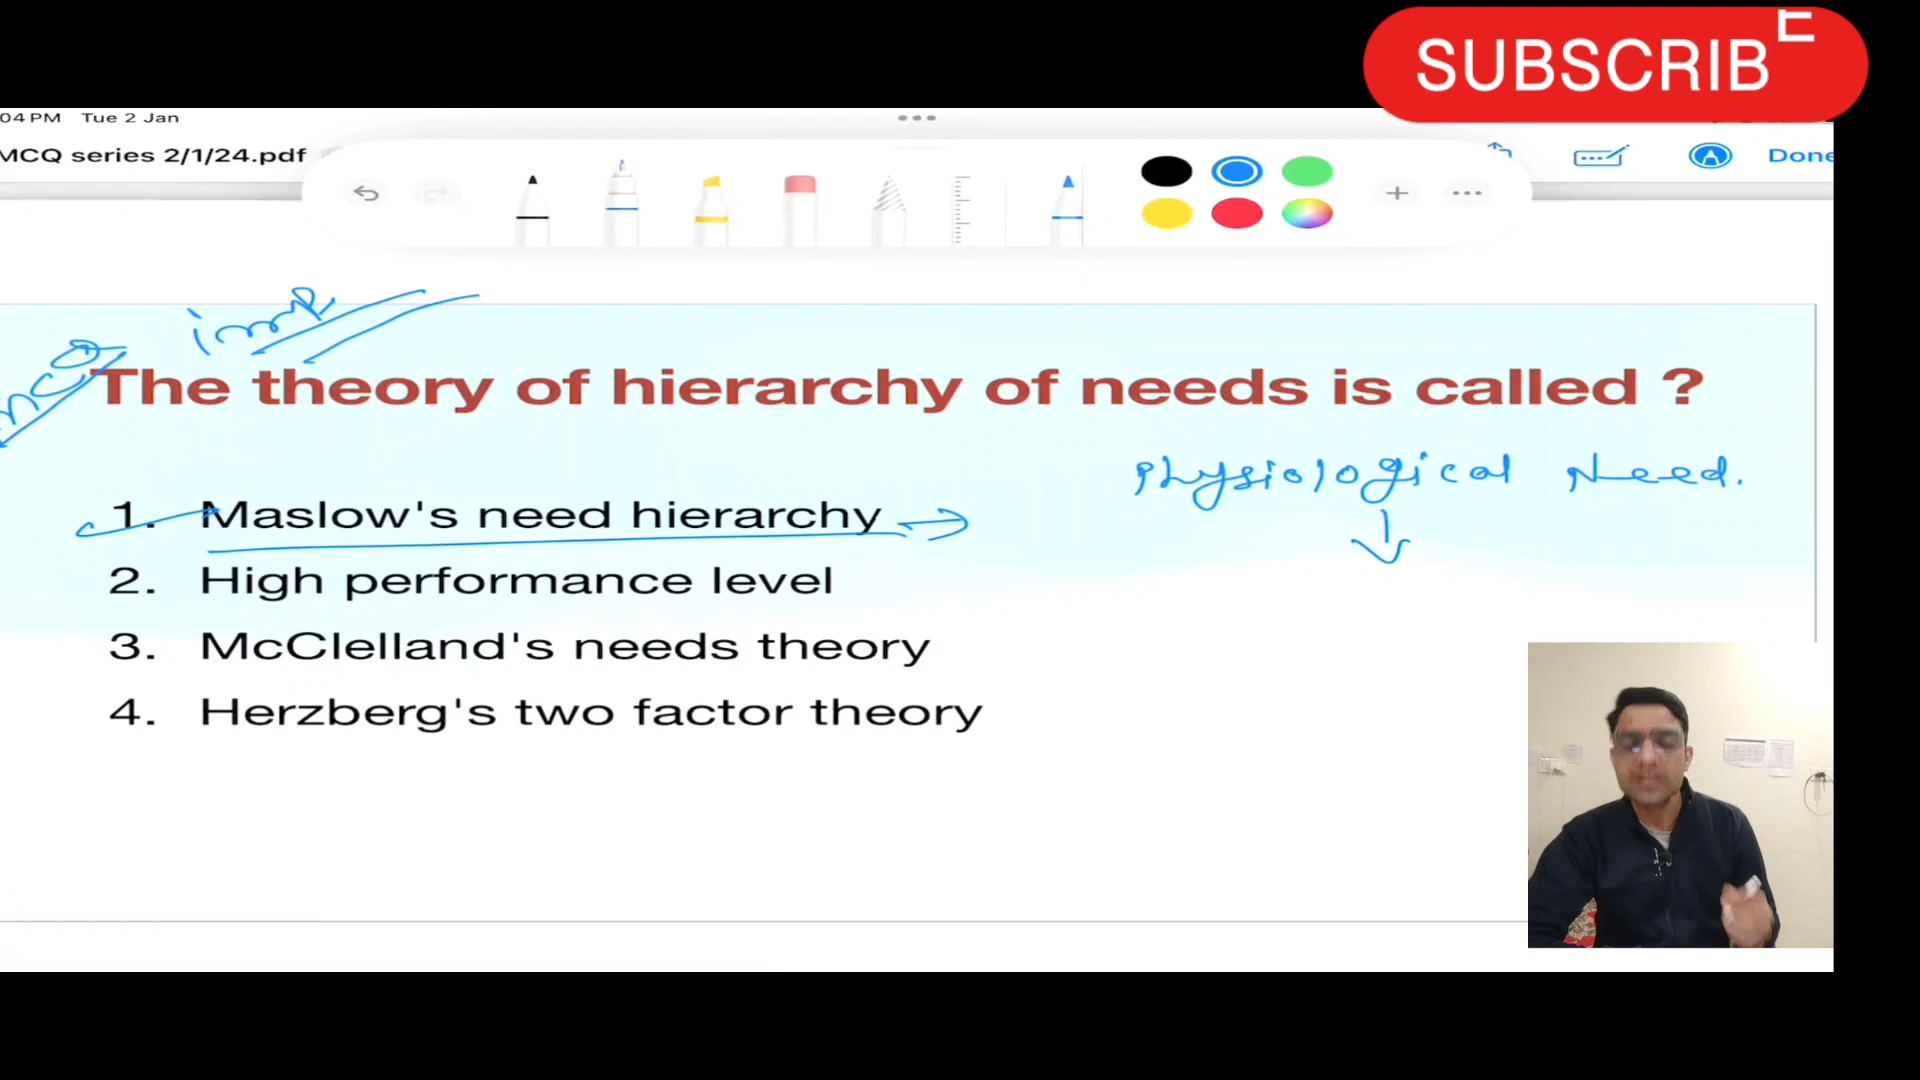 SUBSCRIBE
04 PM Tue 2 Jan
MCQ series 2/1/24.pdf
Done
imp
MCQ
The theory of hierarchy of needs is called ?
Physiological Need.
1. Maslow's need hierarchy
2. High performance level
3. McClelland's needs theory
4. Herzberg's two factor theory